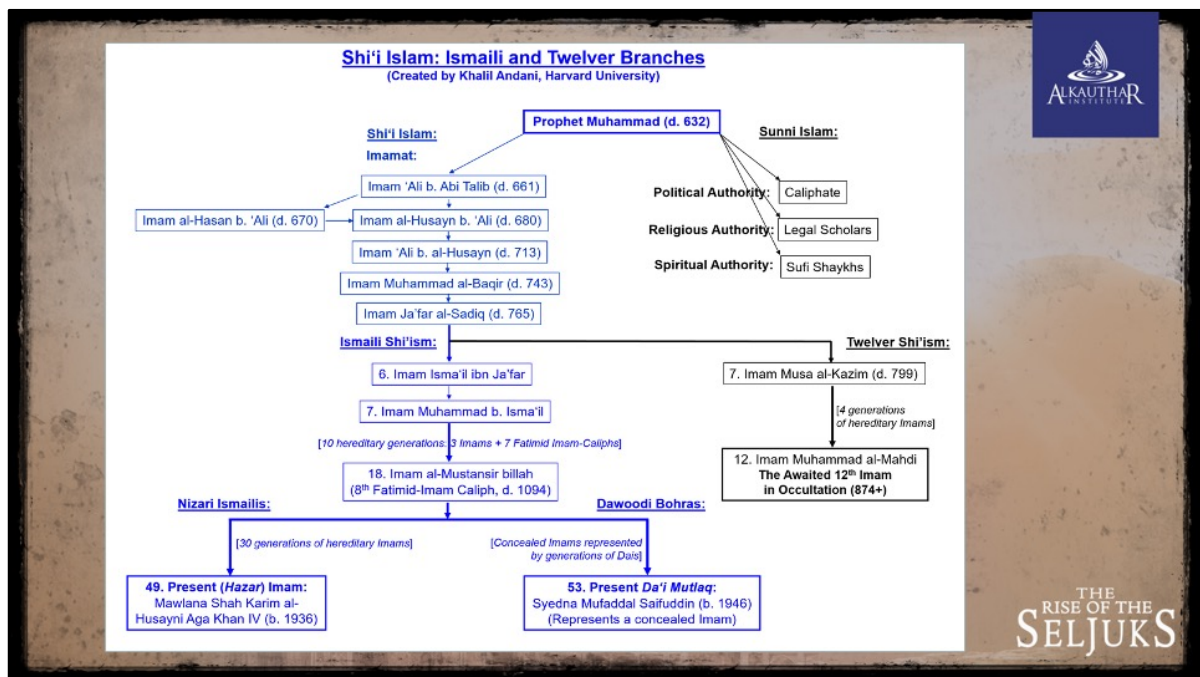 Shi‘i Islam: Ismaili and Twelver Branches
(Created by Khalil Andani, Harvard University)
ALKAUTHAR
INSTITUTE
Prophet Muhammad (d. 632)
Shi‘i Islam:
Imamat:
Sunni Islam:
Imam ‘Ali b. Abi Talib (d. 661)
Political Authority:
Caliphate
Imam al-Hasan b. ‘Ali (d. 670)
Imam al-Husayn b. ‘Ali (d. 680)
Religious Authority:
Legal Scholars
Imam ‘Ali b. al-Husayn (d. 713)
Spiritual Authority:
Sufi Shaykhs
Imam Muhammad al-Baqir (d. 743)
Imam Ja’far al-Sadiq (d. 765)
Ismaili Shi’ism:
Twelver Shi’ism:
6. Imam Isma‘il ibn Ja‘far
7. Imam Musa al-Kazim (d. 799)
7. Imam Muhammad b. Isma‘il
[4 generations
of hereditary Imams]
[10 hereditary generations: 3 Imams + 7 Fatimid Imam-Caliphs]
18. Imam al-Mustansir billah
(8th Fatimid-Imam Caliph, d. 1094)
12. Imam Muhammad al-Mahdi
The Awaited 12th Imam
in Occultation (874+)
Nizari Ismailis:
Dawoodi Bohras:
[30 generations of hereditary Imams]
[Concealed Imams represented
by generations of Dais]
49. Present (Hazar) Imam:
Mawlana Shah Karim al-
Husayni Aga Khan IV (b. 1936)
53. Present Da‘i Mutlaq:
Syedna Mufaddal Saifuddin (b. 1946)
(Represents a concealed Imam)
THE
RISE OF THE
SELJUKS